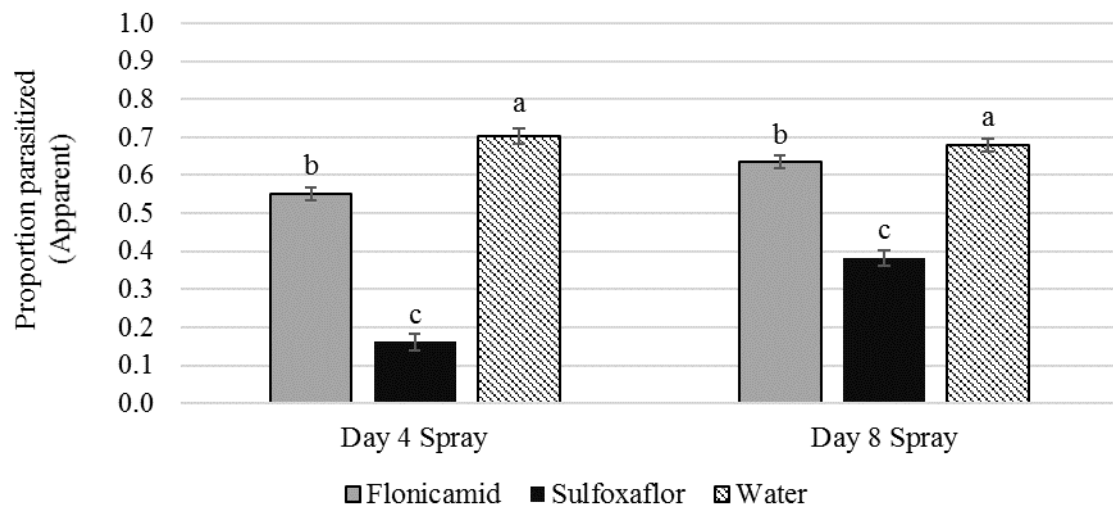 Proportion parasitized
(Apparent)
1.0
0.9
0.8
0.7
0.6
0.5
0.4
0.3
0.2
0.1
0.0
b
c
a
b
c
a
Day 4 Spray
Day 8 Spray
Flonicamid
Sulfoxaflor
Water